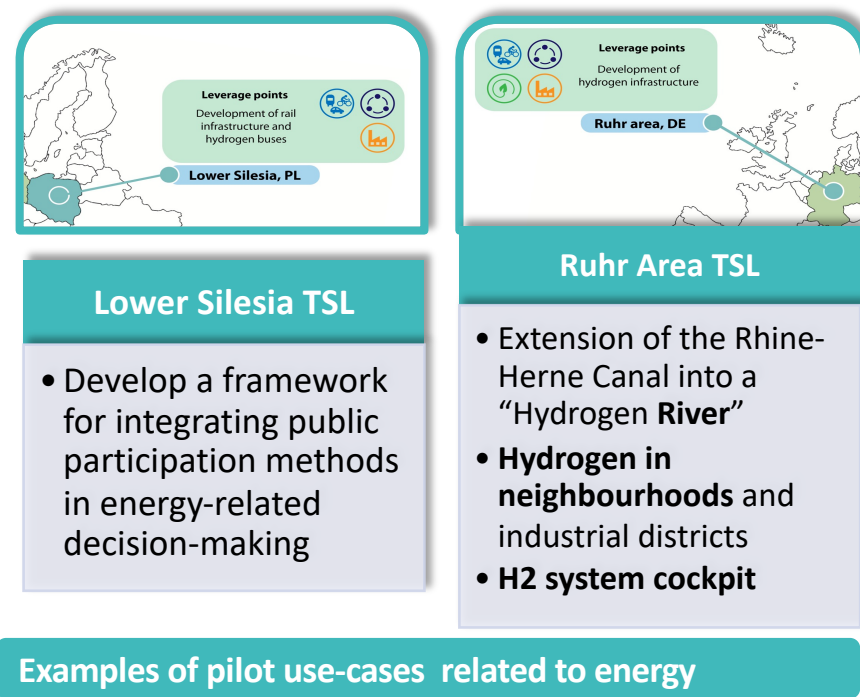 Leverage points
Development of rail
infrastructure and
hydrogen buses
Lower Silesia, PL
Lower Silesia TSL
• Develop a framework
for integrating public
participation methods
in energy-related
decision-making
Leverage points
Development of
hydrogen infrastructure
Ruhr area, DE
Ruhr Area TSL
• Extension of the Rhine-
Herne Canal into a
“Hydrogen River”
• Hydrogen in
neighbourhoods and
industrial districts
• H2 system cockpit
Examples of pilot use-cases  related to energy